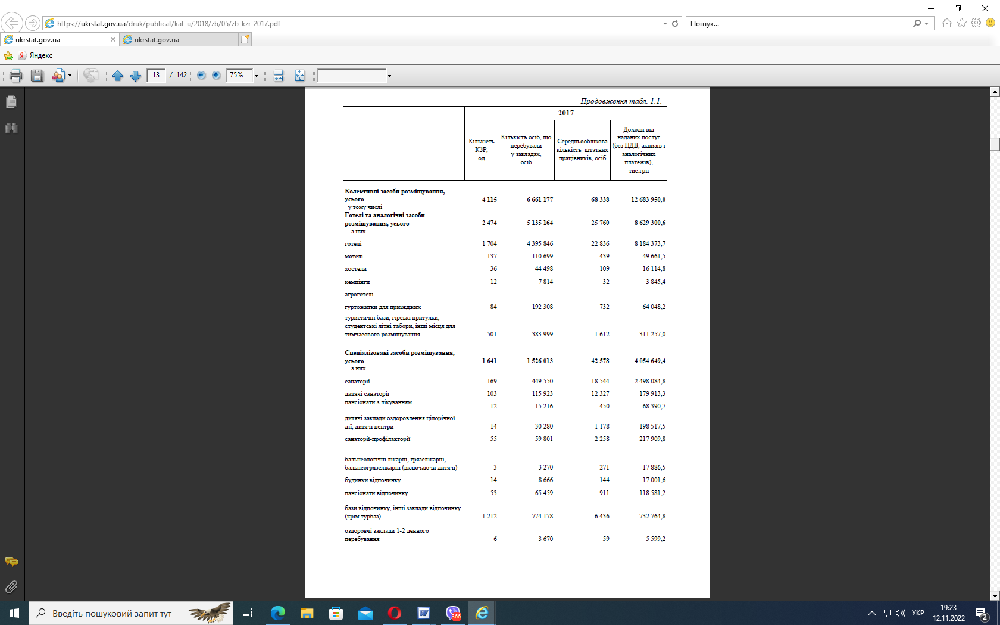 https://ukrstat.gov.ua/druk/publicat/kat_u/2018/zb/05/zb_kzr_2017.pdf
Пошук...
ukrstat.gov.ua
ukrstat.gov.ua
Яндекс
13 / 142
75%
Продовження табл. 1.1.
2017
Кількість КЗР, од
Кількість осіб, що перебували у закладах, осіб
Середньооблікова кількість штатних працівників, осіб
Доходи від наданих послуг (без ПДВ, акцизів і аналогічних платежів), тис.грн
Колективні засоби розміщування,
усього 4 115 6 661 177 68 338 12 683 950,0
у тому числі
Готелі та аналогічні засоби
розміщування, усього 2 474 5 135 164 25 760 8 629 300,6
з них
готелі 1 704 4 395 846 22 836 8 184 373,7
мотелі 137 110 699 439 49 661,5
хостели 36 44 498 109 16 114,8
кемпінги 12 7 814 32 3 845,4
агроготелі - - - -
гуртожитки для приїжджих 84 192 308 732 64 048,2
туристичні бази, гірські притулки,
студентські літні табори, інші місця для
тимчасового розміщування 501 383 999 1 612 311 257,0
Спеціалізовані засоби розміщування,
усього 1 641 1 526 013 42 578 4 054 649,4
з них
санаторії 169 449 550 18 544 2 498 084,8
дитячі санаторії 103 115 923 12 327 179 913,3
пансіонати з лікуванням 12 15 216 450 68 390,7
дитячі заклади оздоровлення цілорічної
дії, дитячі центри 14 30 280 1 178 198 517,5
санаторії-профілакторії 55 59 801 2 258 217 909,8
бальнеологічні лікарні, грязелікарні,
бальнеогрязелікарні (включаючи дитячі) 3 3 270 271 17 886,5
будинки відпочинку 14 8 666 144 17 001,6
пансіонати відпочинку 53 65 459 911 118 581,2
бази відпочинку, інші заклади відпочинку
(крім турбаз) 1 212 774 178 6 436 732 764,8
оздоровчі заклади 1-2 денного
перебування 6 3 670 59 5 599,2
Введіть пошуковий запит тут
366
УКР
19:23
12.11.2022
2